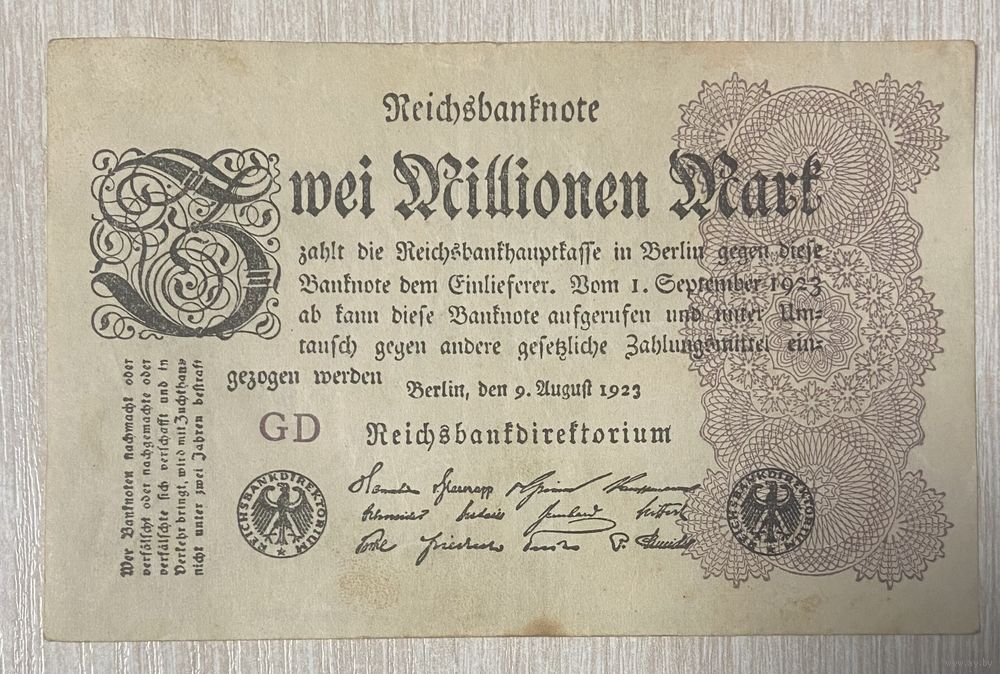 Reichsbanknote
Zwei Millionen Mark
zahlt die Reichsbankhauptkasse in Berlin gegen diese
Banknote dem Einlieferer. Vom 1. September 1923
ab kann diese Banknote aufgerufen und unter Um-
tausch gegen andere gesetzliche Zahlungsmittel ein-
gezogen werden
Berlin, den 9. August 1923
GD
Reichsbankdirektorium
REICHSBANKDIREKTORIUM
REICHSBANKDIREKTORIUM
Wer Banknoten nachmacht oder
verfälscht oder nachgemachte oder
verfälschte sich verschafft und in
Verkehr bringt, wird mit Zuchthaus
nicht unter zwei Jahren bestraft
www.ay.by